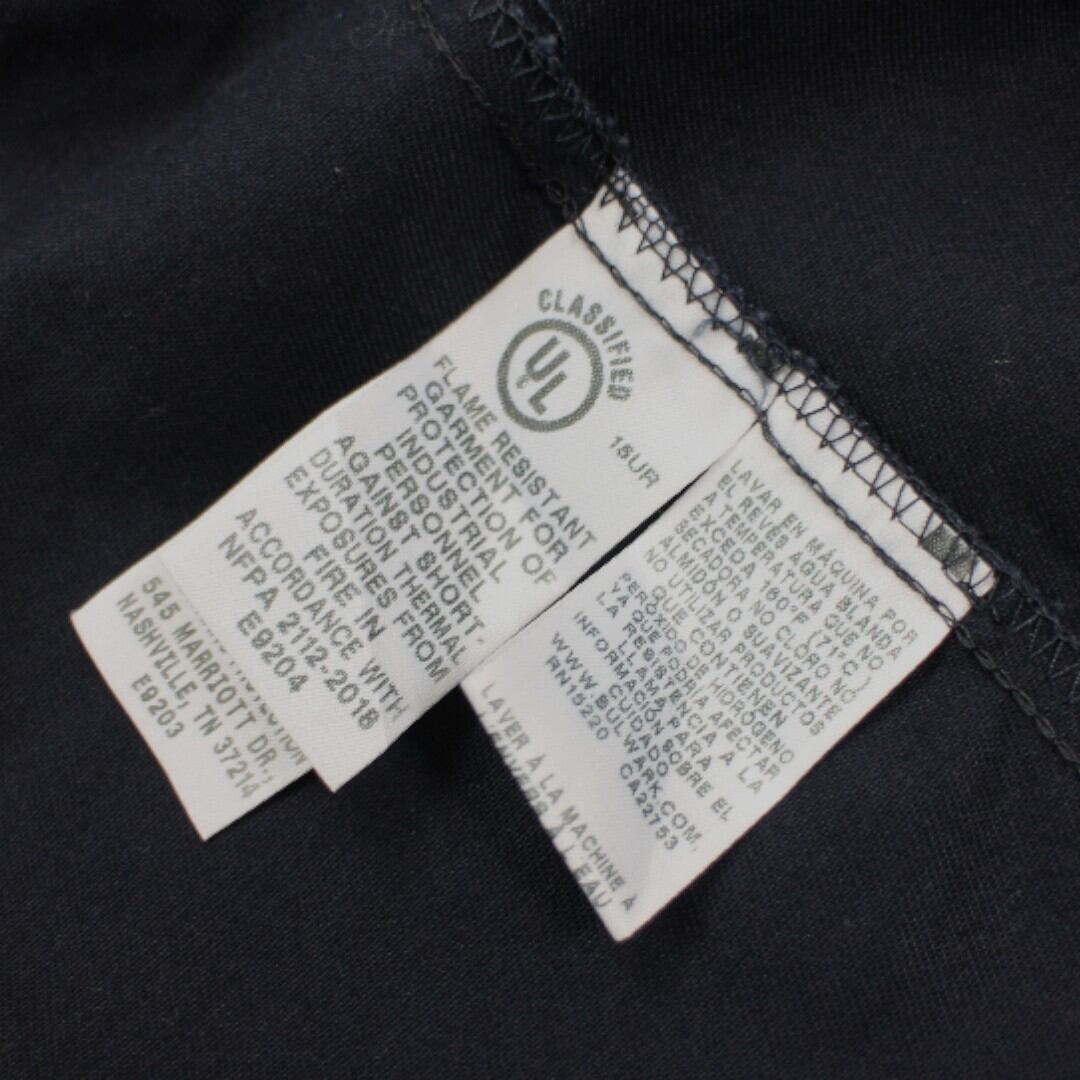 CLASSIFIED
UL
15UR
FLAME RESISTANT
GARMENT FOR
PROTECTION OF
INDUSTRIAL
PERSONNEL
AGAINST SHORT-
DURATION THERMAL
EXPOSURES FROM
FIRE IN
ACCORDANCE WITH
NFPA 2112-2018
E9204
545 MARRIOTT DR.,
NASHVILLE, TN 37214
E9203
LAVAR EN MÁQUINA POR
EL REVÉS AGUA BLANDA
A TEMPERATURA QUE NO
EXCEDA 160°F (71°C)
SECADORA NO CLORO NO
ALMIDÓN O SUAVIZANTE
NO UTILIZAR PRODUCTOS
QUE CONTIENEN
PERÓXIDO DE HIDRÓGENO
YA QUE PODRÍA AFECTAR
LA RESISTENCIA A LA
LLAMA PARA
INFORMACIÓN SOBRE EL
CUIDADO
WWW.BULWARK.COM,
RN15220 CA22753
LAVER À LA MACHINE À
L'ENVERS À L'EAU